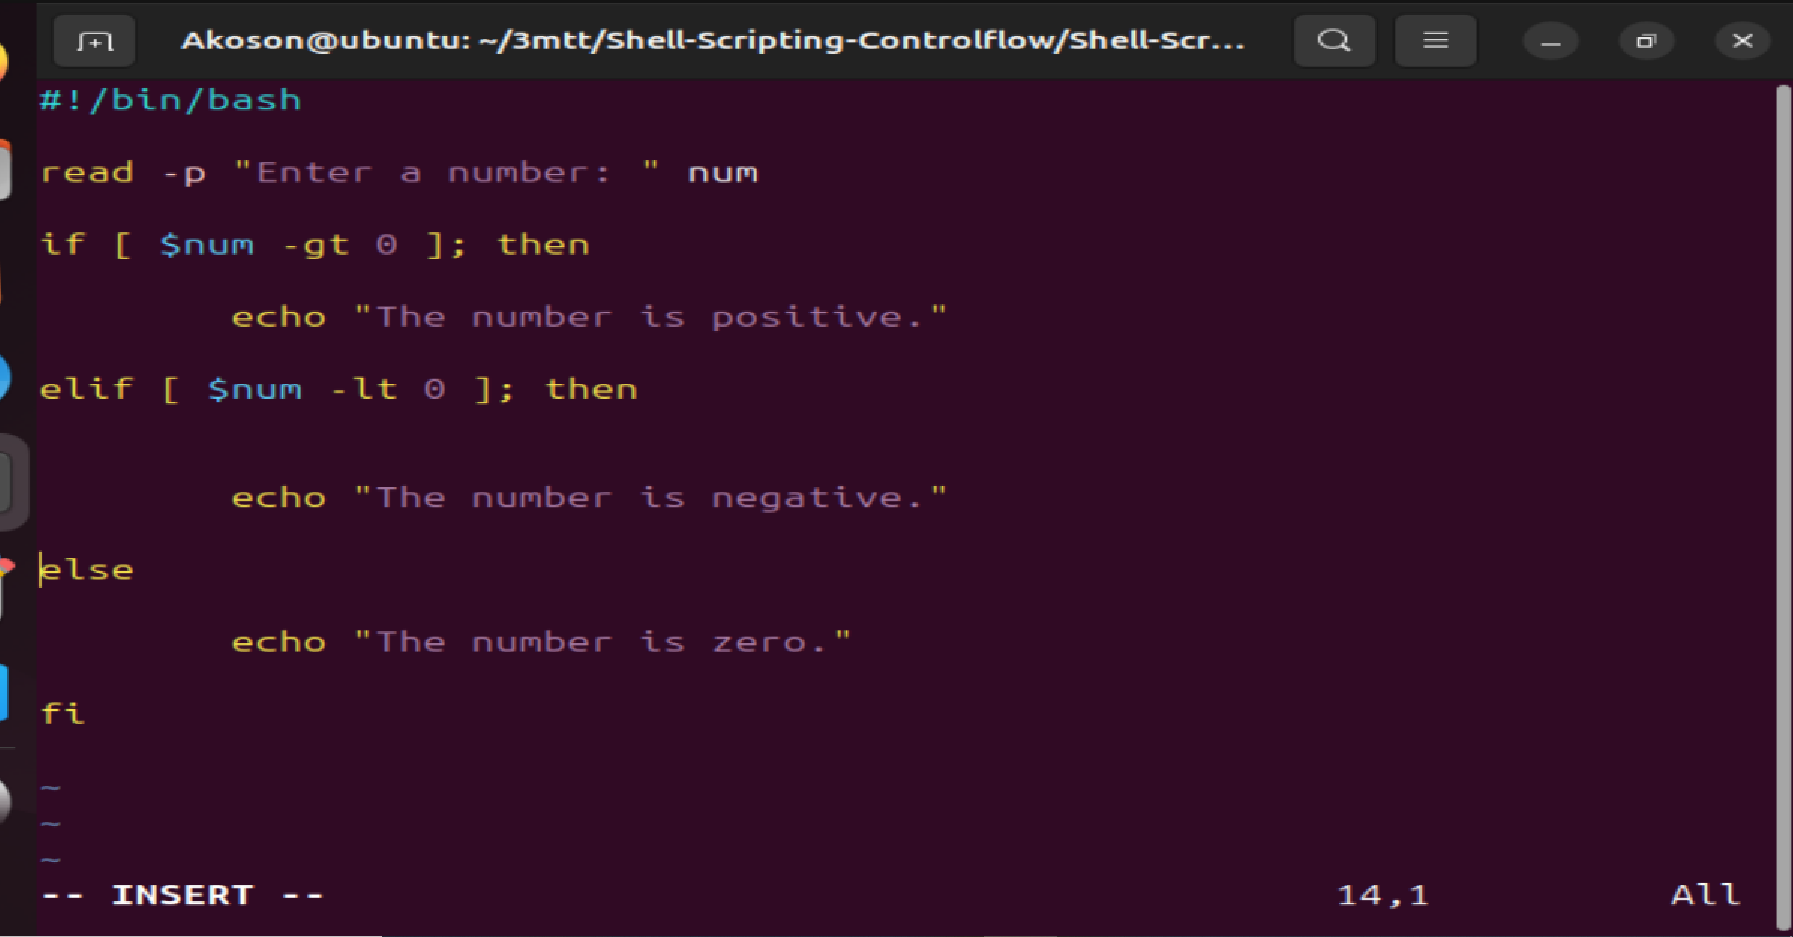 Akoson@ubuntu: ~/3mtt/Shell-Scripting-Controlflow/Shell-Scr...
#!/bin/bash
read -p "Enter a number: " num
if [ $num -gt 0 ]; then
echo "The number is positive."
elif [ $num -lt 0 ]; then
echo "The number is negative."
else
echo "The number is zero."
fi
~
~
~
-- INSERT -- 14,1 All